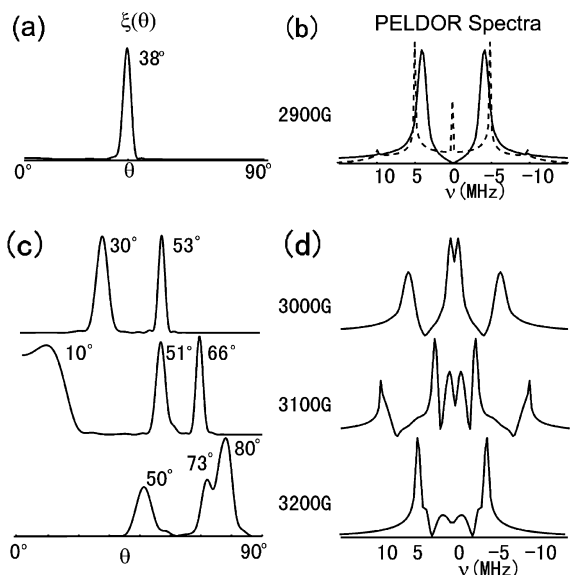 (a)
ξ(θ)
38°
0°
θ
90°
(b)
PELDOR Spectra
2900G
10 5 0 -5 -10
ν(MHz)
(c)
30°
53°
10°
51°
66°
50°
73°
80°
0°
θ
90°
(d)
3000G
3100G
3200G
10 5 0 -5 -10
ν(MHz)